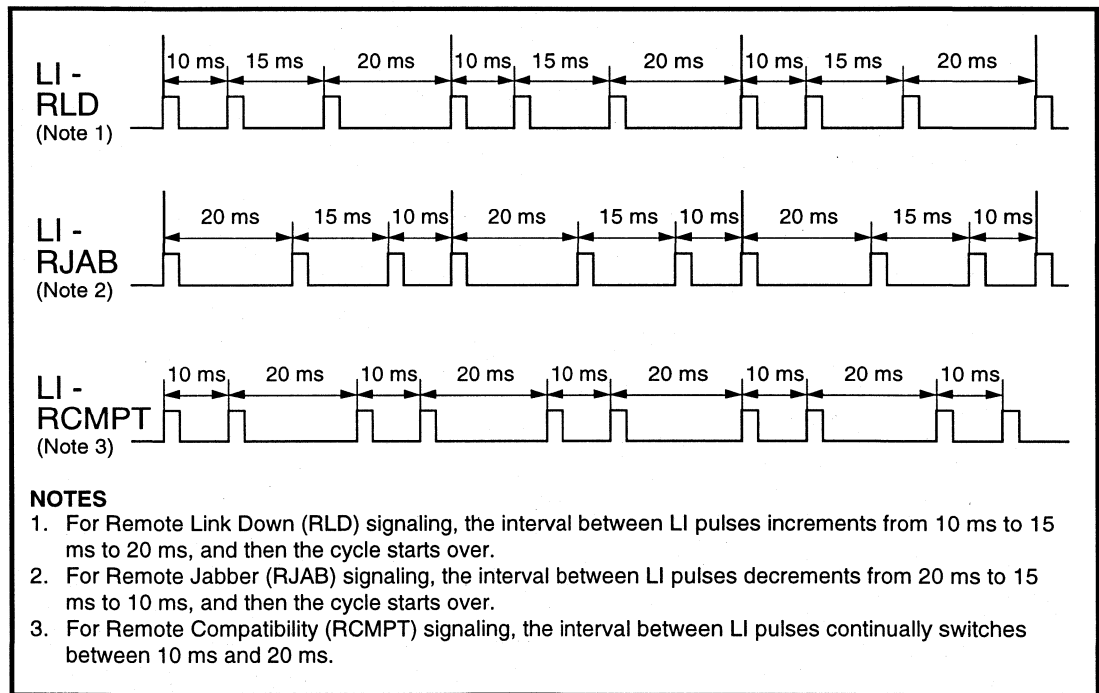 10 ms 15 ms 20 ms 10 ms 15 ms 20 ms 10 ms 15 ms 20 ms
LI -
RLD
(Note 1)
20 ms 15 ms 10 ms 20 ms 15 ms 10 ms 20 ms 15 ms 10 ms
LI -
RJAB
(Note 2)
10 ms 20 ms 10 ms 20 ms 10 ms 20 ms 10 ms 20 ms 10 ms
LI -
RCMPT
(Note 3)
NOTES
1. For Remote Link Down (RLD) signaling, the interval between LI pulses increments from 10 ms to 15
ms to 20 ms, and then the cycle starts over.
2. For Remote Jabber (RJAB) signaling, the interval between LI pulses decrements from 20 ms to 15
ms to 10 ms, and then the cycle starts over.
3. For Remote Compatibility (RCMPT) signaling, the interval between LI pulses continually switches
between 10 ms and 20 ms.